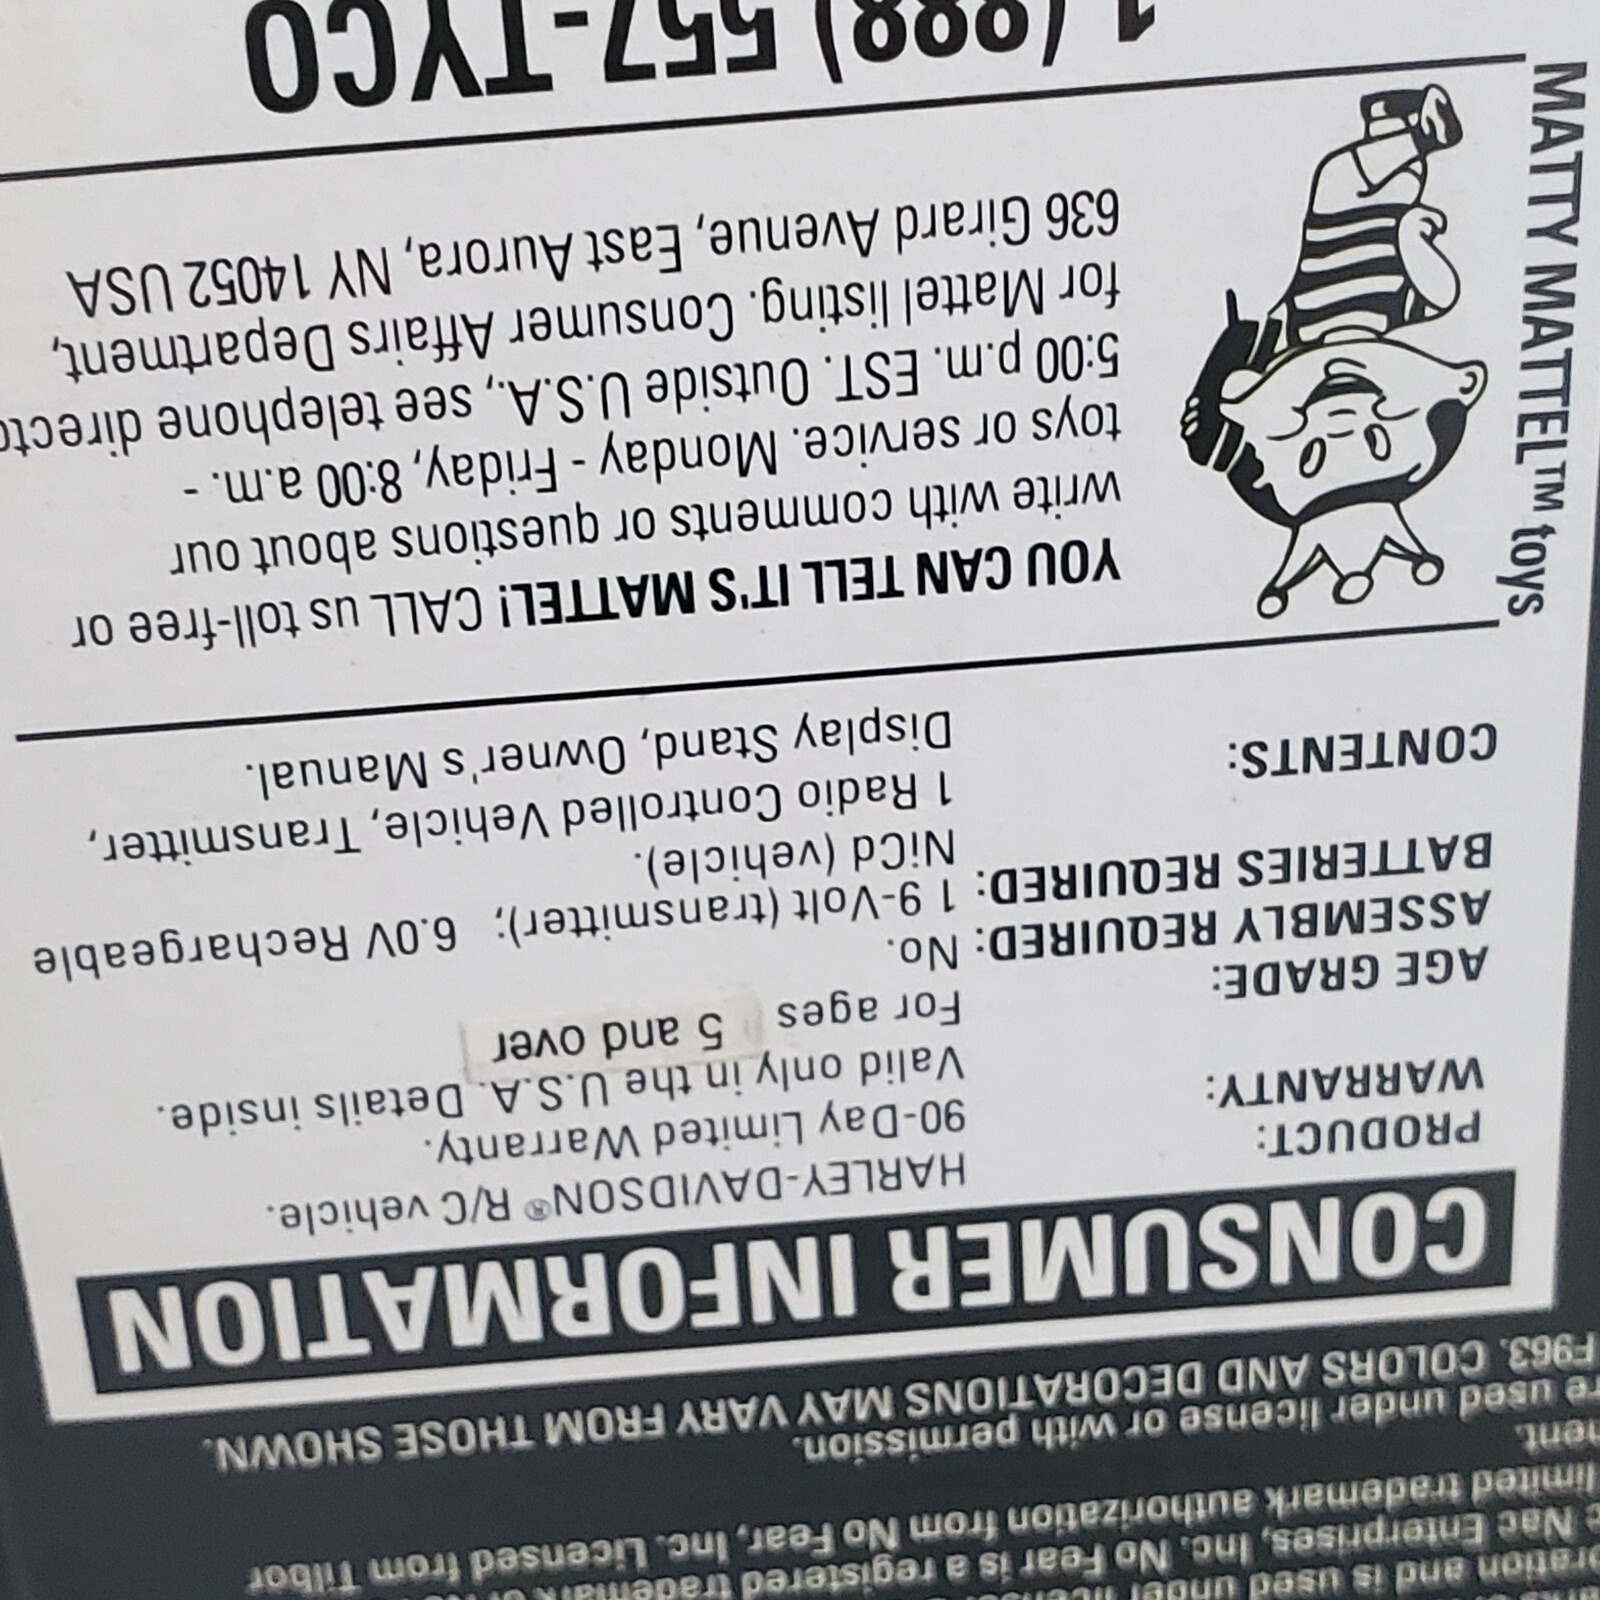 oration and is used under license.
c Nac Enterprises, Inc. No Fear is a registered trademark
limited trademark authorization from No Fear, Inc. Licensed from Tilbor
ment.
re used under license or with permission.
F963. COLORS AND DECORATIONS MAY VARY FROM THOSE SHOWN.
CONSUMER INFORMATION
PRODUCT: HARLEY-DAVIDSON® R/C vehicle.
WARRANTY: 90-Day Limited Warranty.
Valid only in the U.S.A. Details inside.
AGE GRADE: For ages 5 and over
ASSEMBLY REQUIRED: No.
BATTERIES REQUIRED: 1 9-Volt (transmitter); 6.0V Rechargeable
NiCd (vehicle).
CONTENTS: 1 Radio Controlled Vehicle, Transmitter,
Display Stand, Owner's Manual.
MATTY MATTEL™ toys
YOU CAN TELL IT'S MATTEL! CALL us toll-free or
write with comments or questions about our
toys or service. Monday - Friday, 8:00 a.m. -
5:00 p.m. EST. Outside U.S.A., see telephone directo
for Mattel listing. Consumer Affairs Department,
636 Girard Avenue, East Aurora, NY 14052 USA
1 (888) 557-TYCO